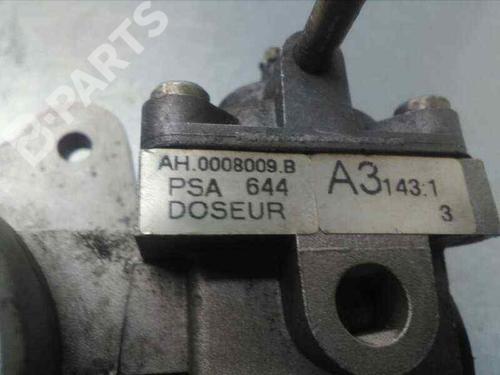 B-PARTS
AH.0008009.B
PSA 644
DOSEUR
A3 143:1
3